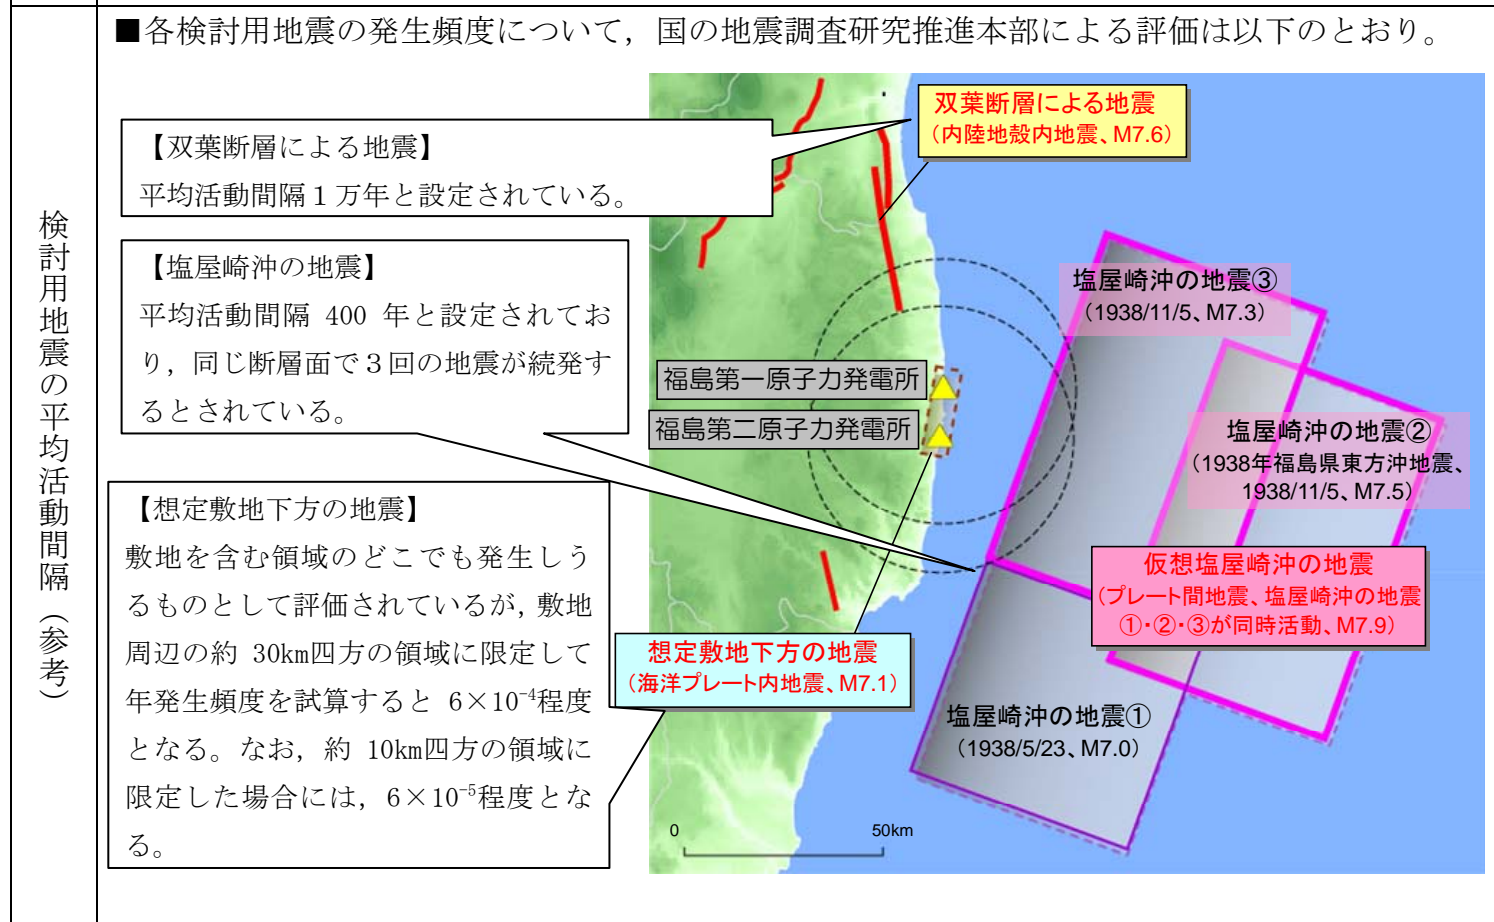 ■各検討用地震の発生頻度について，国の地震調査研究推進本部による評価は以下のとおり。
検討用地震の平均活動間隔（参考）
【双葉断層による地震】
平均活動間隔１万年と設定されている。
【塩屋崎沖の地震】
平均活動間隔 400 年と設定されてお
り，同じ断層面で３回の地震が続発す
るとされている。
【想定敷地下方の地震】
敷地を含む領域のどこでも発生しう
るものとして評価されているが，敷地
周辺の約 30km四方の領域に限定して
年発生頻度を試算すると 6×10⁻⁴程度
となる。なお，約 10km四方の領域に
限定した場合には，6×10⁻⁵程度とな
る。
双葉断層による地震
（内陸地殻内地震、M7.6）
塩屋崎沖の地震③
（1938/11/5、M7.3）
福島第一原子力発電所
福島第二原子力発電所
塩屋崎沖の地震②
（1938年福島県東方沖地震、
1938/11/5、M7.5）
仮想塩屋崎沖の地震
（プレート間地震、塩屋崎沖の地震
①・②・③が同時活動、M7.9）
想定敷地下方の地震
（海洋プレート内地震、M7.1）
塩屋崎沖の地震①
（1938/5/23、M7.0）
0
50km